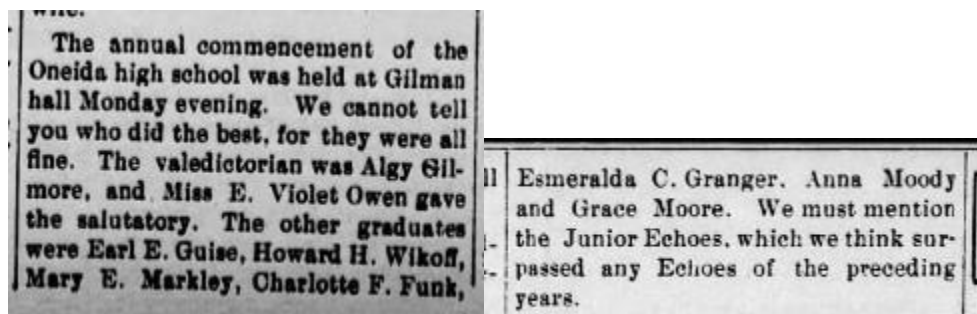 The annual commencement of the
Oneida high school was held at Gilman
hall Monday evening. We cannot tell
you who did the best, for they were all
fine. The valedictorian was Algy Gil-
more, and Miss E. Violet Owen gave
the salutatory. The other graduates
were Earl E. Guise, Howard H. Wikoff,
Mary E. Markley, Charlotte F. Funk,
Esmeralda C. Granger, Anna Moody
and Grace Moore. We must mention
the Junior Echoes, which we think sur-
passed any Echoes of the preceding
years.